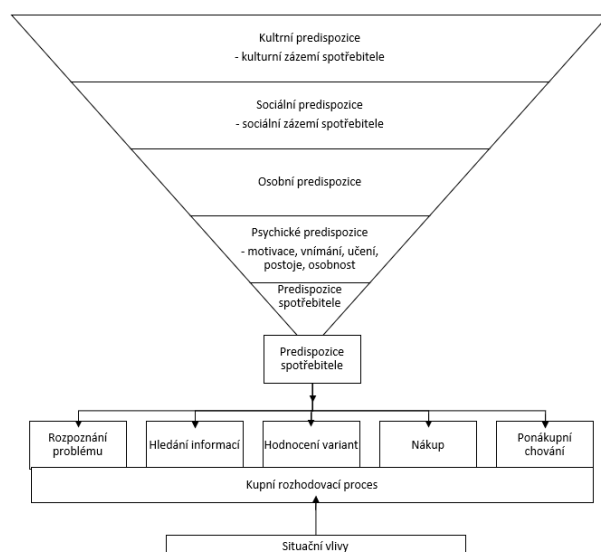 Kultrní predispozice
- kulturní zázemí spotřebitele
Sociální predispozice
- sociální zázemí spotřebitele
Osobní predispozice
Psychické predispozice
- motivace, vnímání, učení,
postoje, osobnost
Predispozice
spotřebitele
Predispozice
spotřebitele
Rozpoznání
problému
Hledání informací
Hodnocení variant
Nákup
Ponákupní
chování
Kupní rozhodovací proces
Situační vlivy